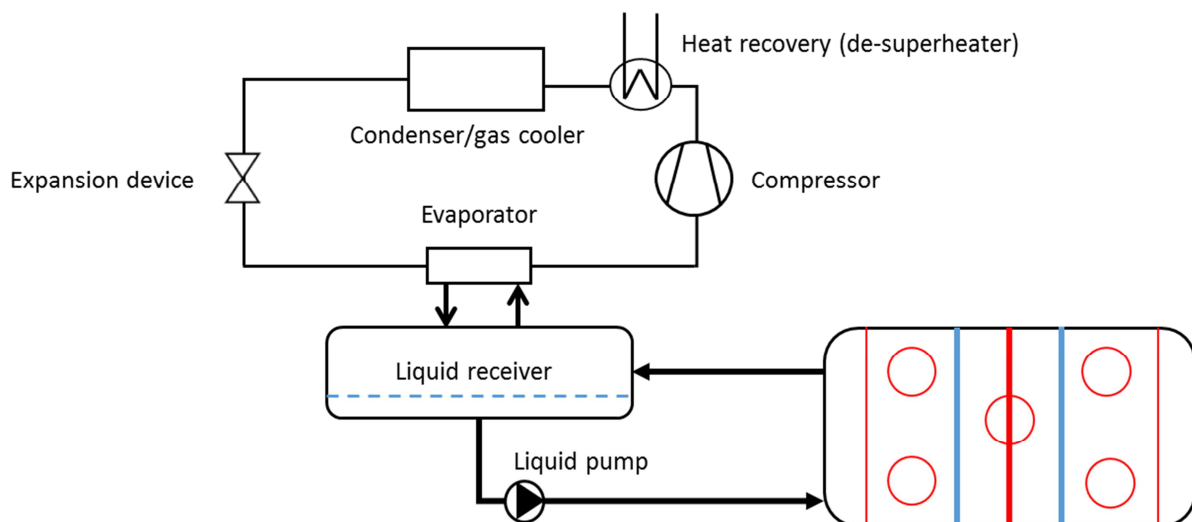 Heat recovery (de-superheater)
Condenser/gas cooler
Expansion device
Compressor
Evaporator
Liquid receiver
Liquid pump